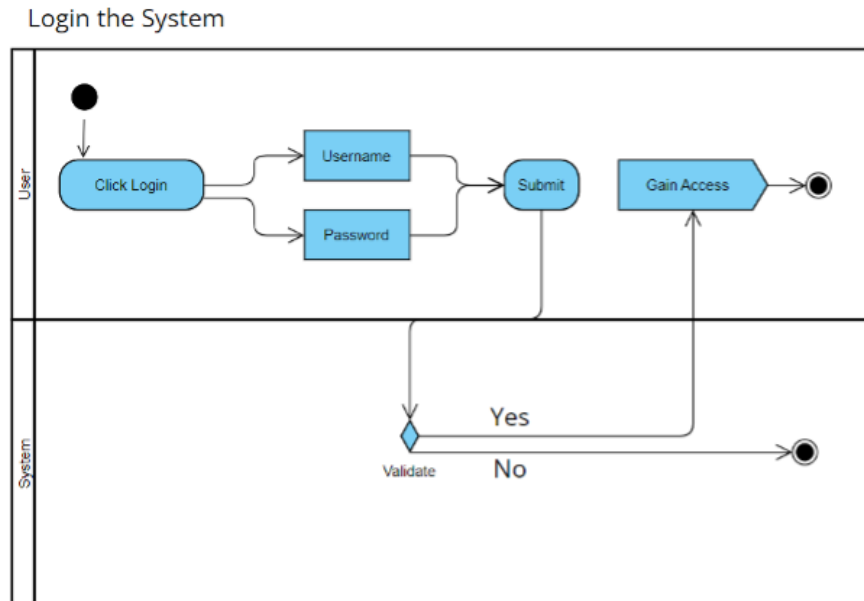 Login the System
User
Click Login
Username
Password
Submit
Gain Access
System
Validate
Yes
No